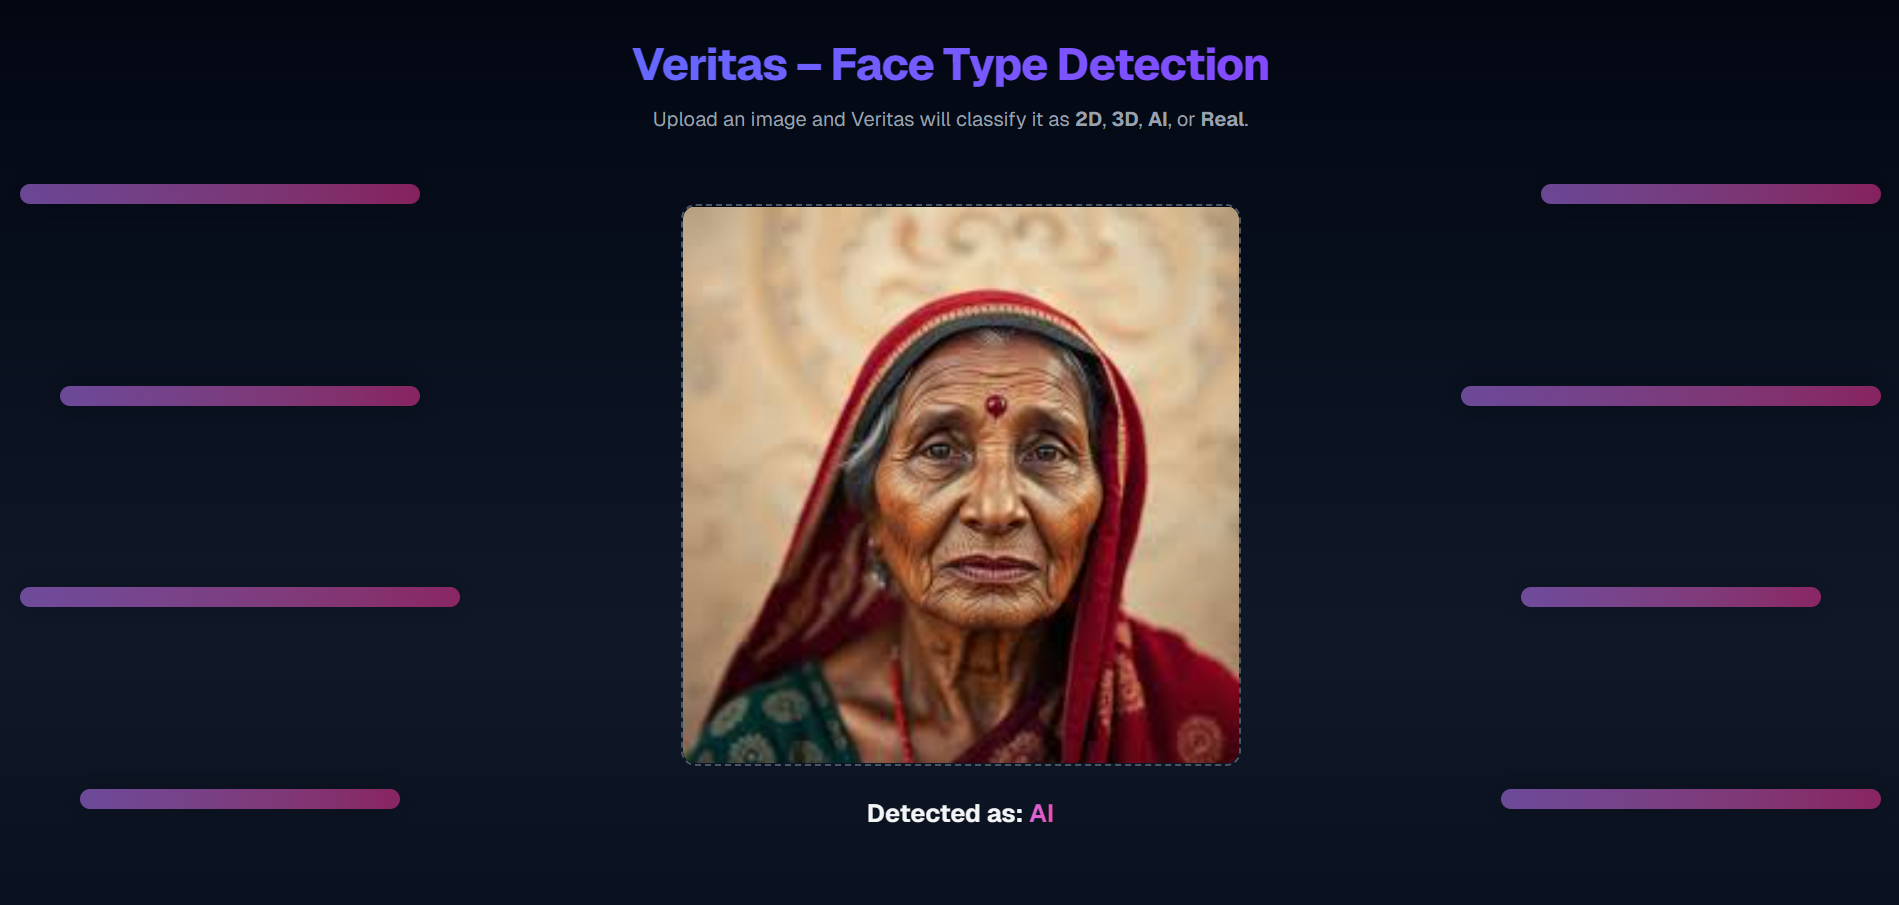 Veritas – Face Type Detection
Upload an image and Veritas will classify it as 2D, 3D, AI, or Real.
Detected as: AI